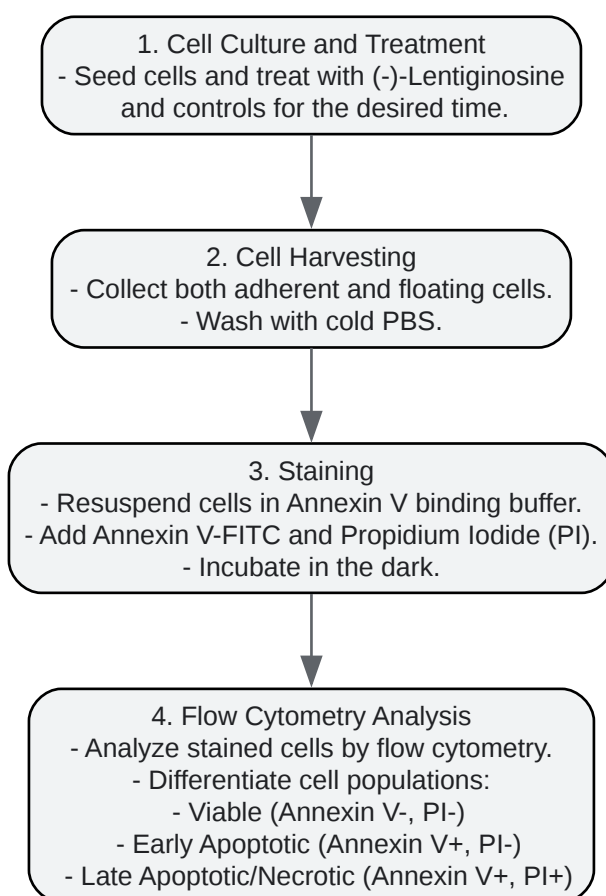 1. Cell Culture and Treatment
- Seed cells and treat with (-)-Lentiginosine
and controls for the desired time.
2. Cell Harvesting
- Collect both adherent and floating cells.
- Wash with cold PBS.
3. Staining
- Resuspend cells in Annexin V binding buffer.
- Add Annexin V-FITC and Propidium Iodide (PI).
- Incubate in the dark.
4. Flow Cytometry Analysis
- Analyze stained cells by flow cytometry.
- Differentiate cell populations:
- Viable (Annexin V-, PI-)
- Early Apoptotic (Annexin V+, PI-)
- Late Apoptotic/Necrotic (Annexin V+, PI+)